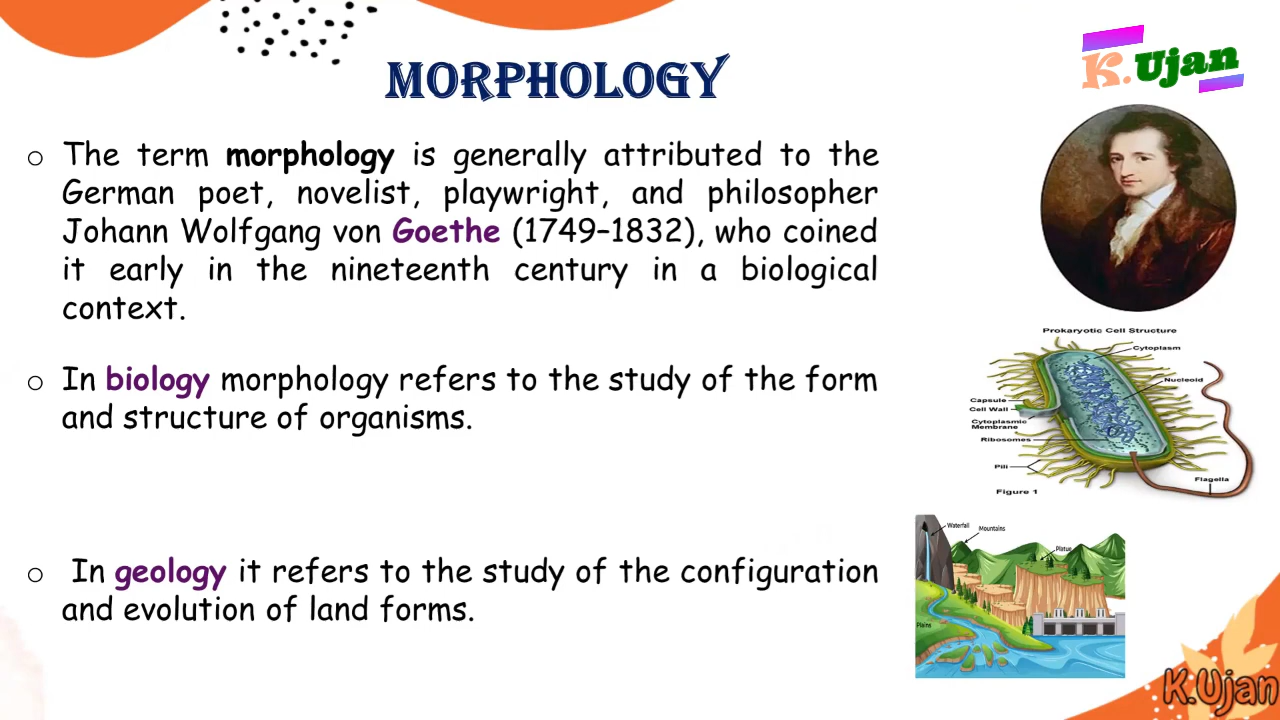 MORPHOLOGY
K.Ujan
o The term morphology is generally attributed to the
German poet, novelist, playwright, and philosopher
Johann Wolfgang von Goethe (1749–1832), who coined
it early in the nineteenth century in a biological
context.
o In biology morphology refers to the study of the form
and structure of organisms.
o In geology it refers to the study of the configuration
and evolution of land forms.
Prokaryotic Cell Structure
Cytoplasm
Nucleoid
Capsule
Cell Wall
Cytoplasmic
Membrane
Ribosomes
Pili
Flagella
Figure 1
Waterfall
Mountains
Platue
Plains
K.Ujan